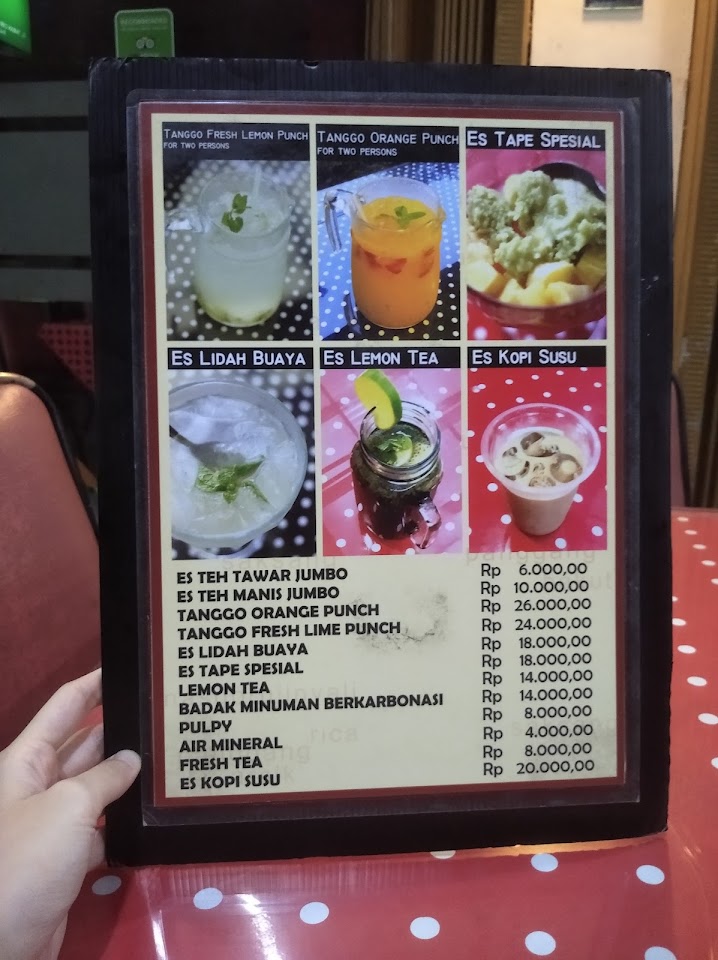 RECOMMENDED
TANGGO FRESH LEMON PUNCH
FOR TWO PERSONS
TANGGO ORANGE PUNCH
FOR TWO PERSONS
ES TAPE SPESIAL
ES LIDAH BUAYA
ES LEMON TEA
ES KOPI SUSU
ES TEH TAWAR JUMBO Rp 6.000,00
ES TEH MANIS JUMBO Rp 10.000,00
TANGGO ORANGE PUNCH Rp 26.000,00
TANGGO FRESH LIME PUNCH Rp 24.000,00
ES LIDAH BUAYA Rp 18.000,00
ES TAPE SPESIAL Rp 18.000,00
LEMON TEA Rp 14.000,00
BADAK MINUMAN BERKARBONASI Rp 14.000,00
PULPY Rp 8.000,00
AIR MINERAL Rp 4.000,00
FRESH TEA Rp 8.000,00
ES KOPI SUSU Rp 20.000,00